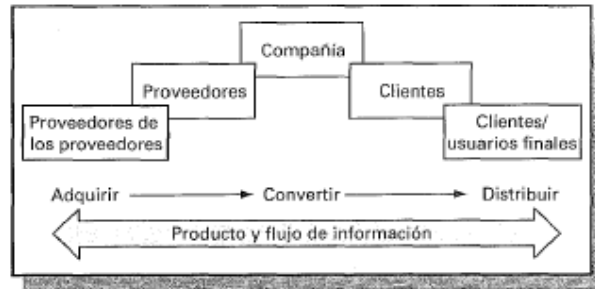 Compañía
Proveedores
Clientes
Proveedores de
los proveedores
Clientes/
usuarios finales
Adquirir
Convertir
Distribuir
Producto y flujo de información